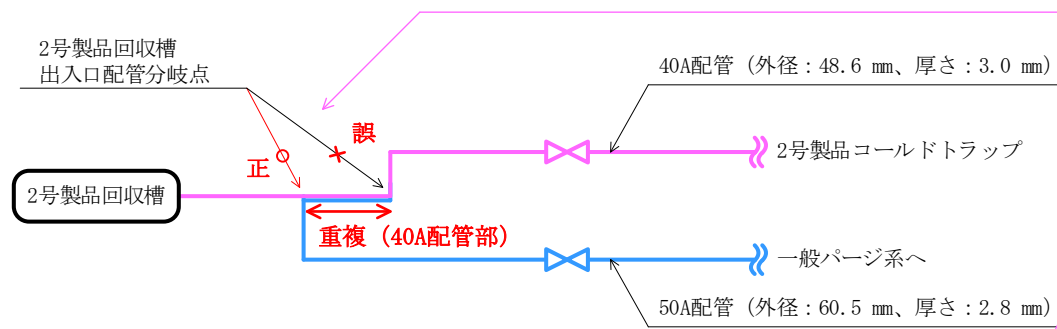 2号製品回収槽
出入口配管分岐点
40A配管（外径：48.6 mm、厚さ：3.0 mm）
誤
正
2号製品コールドトラップ
2号製品回収槽
重複（40A配管部）
一般パージ系へ
50A配管（外径：60.5 mm、厚さ：2.8 mm）